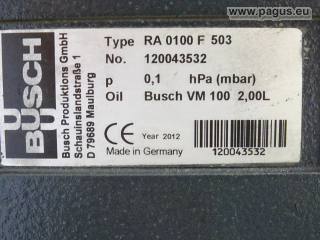 www.pagus.eu
BUSCH
Busch Produktions GmbH
Schauinslandstraße 1
D 79689 Maulburg
Type RA 0100 F 503
No. 120043532
p 0,1 hPa (mbar)
Oil Busch VM 100 2,00L
CE Year 2012
Made in Germany
120043532